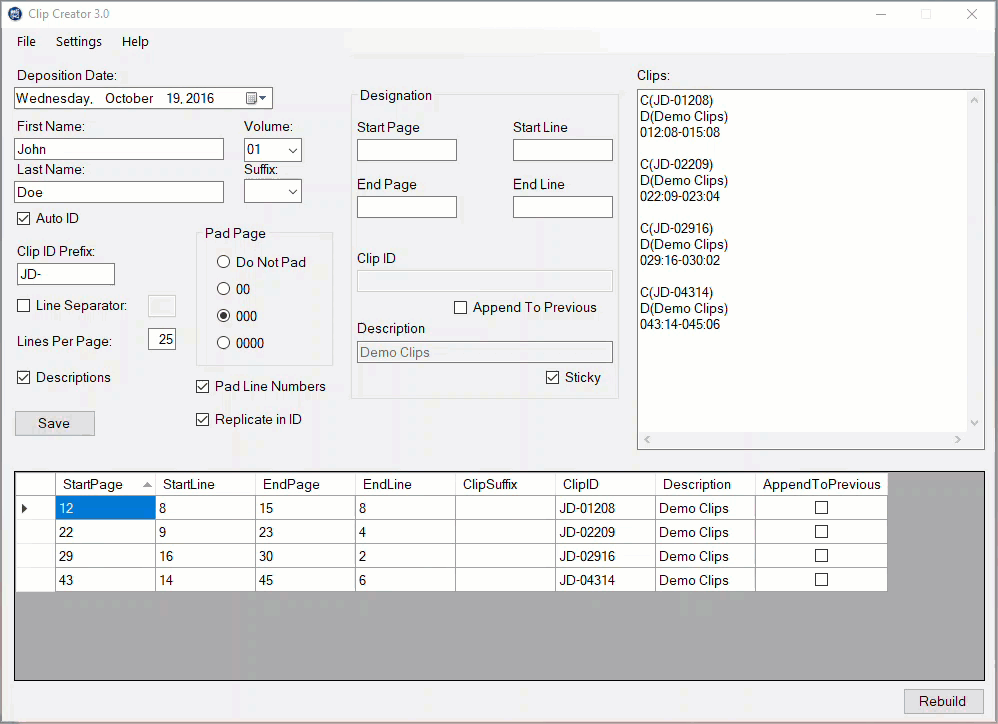 Clip Creator 3.0
File Settings Help
Deposition Date:
Wednesday, October 19, 2016
First Name:
John
Volume:
01
Last Name:
Doe
Suffix:
Auto ID
Clip ID Prefix:
JD-
Line Separator:
Lines Per Page:
25
Descriptions
Save
Pad Page
Do Not Pad
00
000
0000
Pad Line Numbers
Replicate in ID
Designation
Start Page Start Line
End Page End Line
Clip ID
Append To Previous
Description
Demo Clips
Sticky
Clips:
C(JD-01208)
D(Demo Clips)
012:08-015:08
C(JD-02209)
D(Demo Clips)
022:09-023:04
C(JD-02916)
D(Demo Clips)
029:16-030:02
C(JD-04314)
D(Demo Clips)
043:14-045:06
StartPage StartLine EndPage EndLine ClipSuffix ClipID Description AppendToPrevious
12 8 15 8 JD-01208 Demo Clips
22 9 23 4 JD-02209 Demo Clips
29 16 30 2 JD-02916 Demo Clips
43 14 45 6 JD-04314 Demo Clips
Rebuild